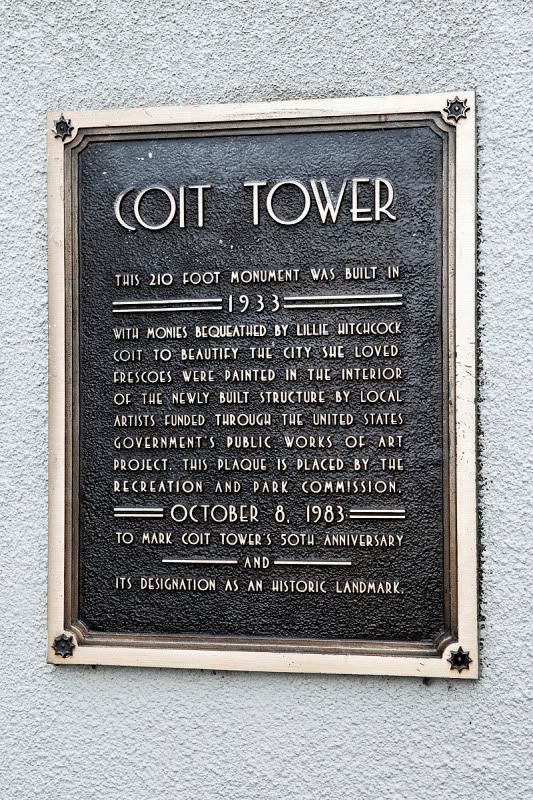 COIT TOWER
THIS 210 FOOT MONUMENT WAS BUILT IN
1933
WITH MONIES BEQUEATHED BY LILLIE HITCHCOCK
COIT TO BEAUTIFY THE CITY SHE LOVED
FRESCOES WERE PAINTED IN THE INTERIOR
OF THE NEWLY BUILT STRUCTURE BY LOCAL
ARTISTS FUNDED THROUGH THE UNITED STATES
GOVERNMENT'S PUBLIC WORKS OF ART
PROJECT. THIS PLAQUE IS PLACED BY THE
RECREATION AND PARK COMMISSION,
OCTOBER 8, 1983
TO MARK COIT TOWER'S 50TH ANNIVERSARY
AND
ITS DESIGNATION AS AN HISTORIC LANDMARK.